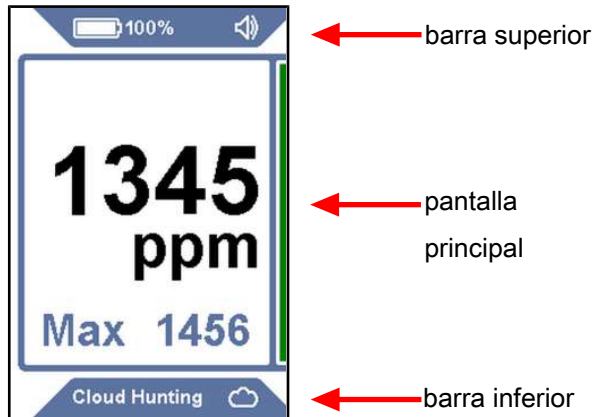 100%
barra superior
1345
ppm
pantalla
principal
Max 1456
Cloud Hunting
barra inferior